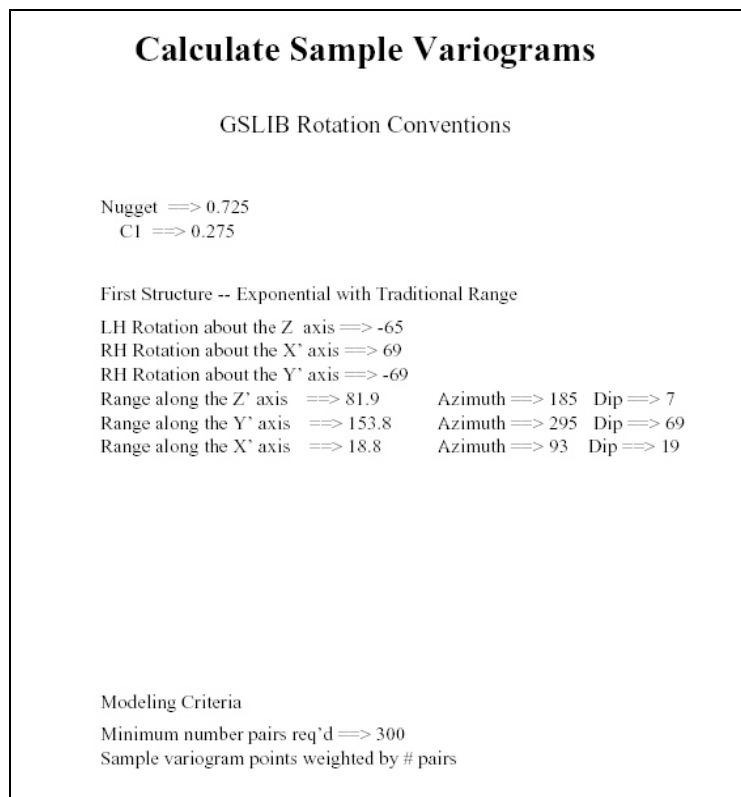 Calculate Sample Variograms
GSLIB Rotation Conventions
Nugget ==> 0.725
C1 ==> 0.275
First Structure -- Exponential with Traditional Range
LH Rotation about the Z axis ==> -65
RH Rotation about the X' axis ==> 69
RH Rotation about the Y' axis ==> -69
Range along the Z' axis ==> 81.9 Azimuth ==> 185 Dip ==> 7
Range along the Y' axis ==> 153.8 Azimuth ==> 295 Dip ==> 69
Range along the X' axis ==> 18.8 Azimuth ==> 93 Dip ==> 19
Modeling Criteria
Minimum number pairs req'd ==> 300
Sample variogram points weighted by # pairs